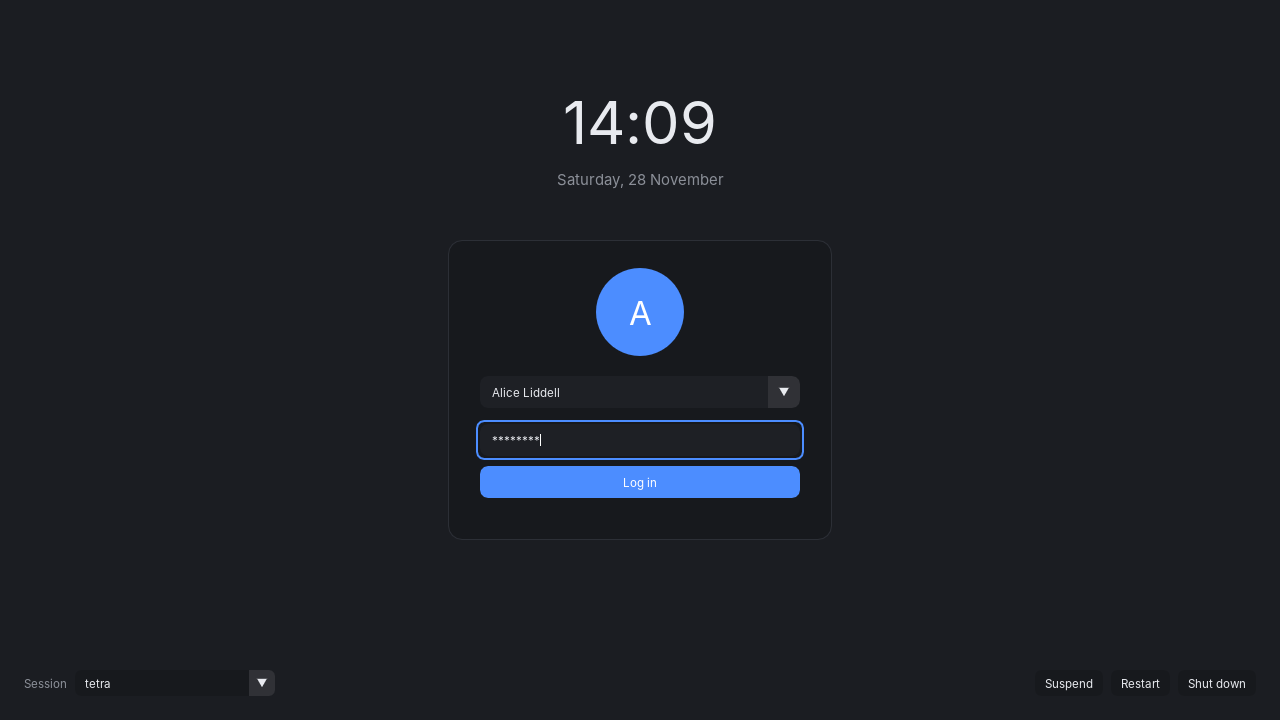 14:09
Saturday, 28 November
A
Alice Liddell
********
Log in
Session tetra
Suspend Restart Shut down